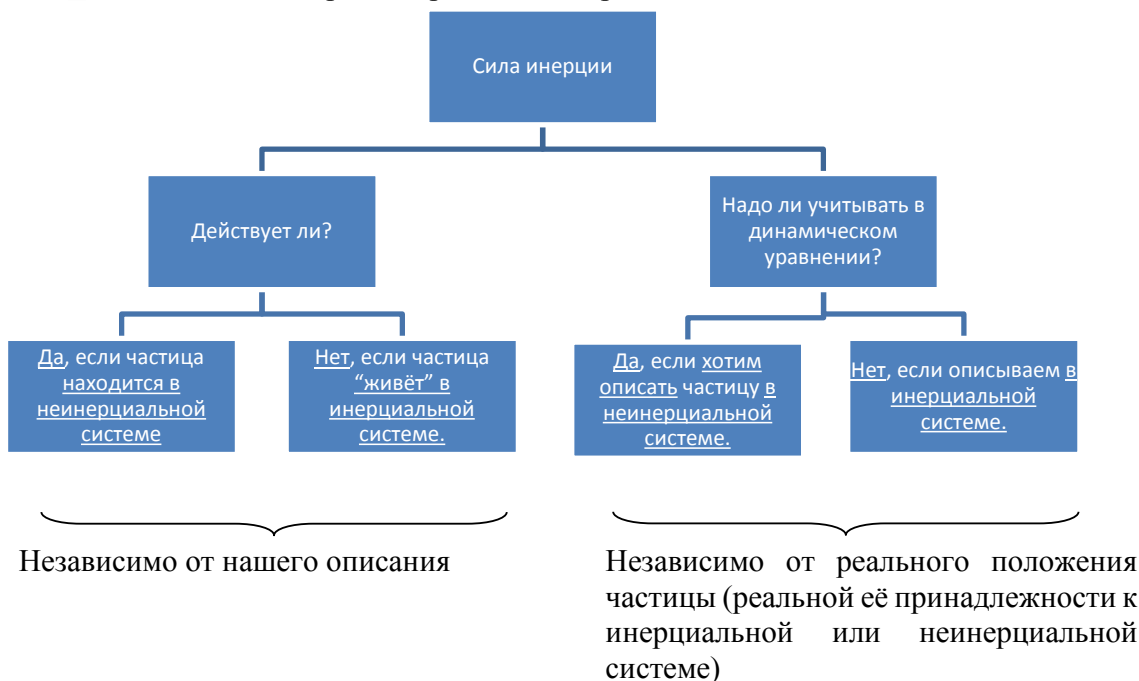 Сила инерции
Действует ли?
Надо ли учитывать в
динамическом
уравнении?
Да, если частица
находится в
неинерциальной
системе
Нет, если частица
“живёт” в
инерциальной
системе.
Да, если хотим
описать частицу в
неинерциальной
системе.
Нет, если описываем в
инерциальной
системе.
Независимо от нашего описания
Независимо от реального положения
частицы (реальной её принадлежности к
инерциальной или неинерциальной
системе)